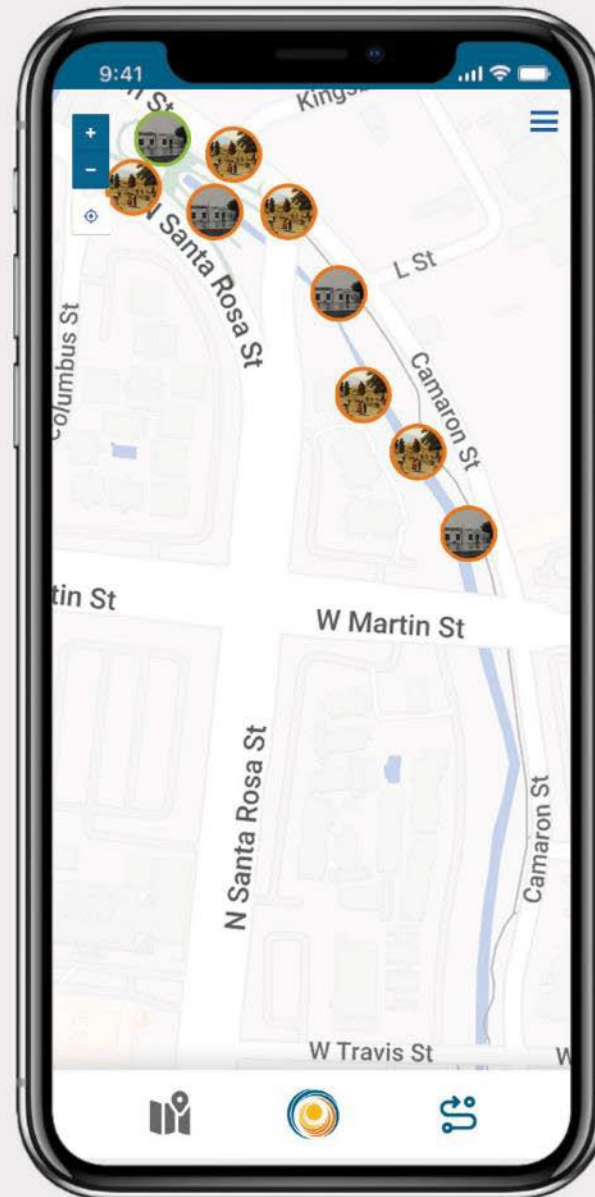 9:41
n St
Kingsb
+
−
N Santa Rosa St
L St
Columbus St
Camaron St
tin St
W Martin St
N Santa Rosa St
Camaron St
W Travis St
W